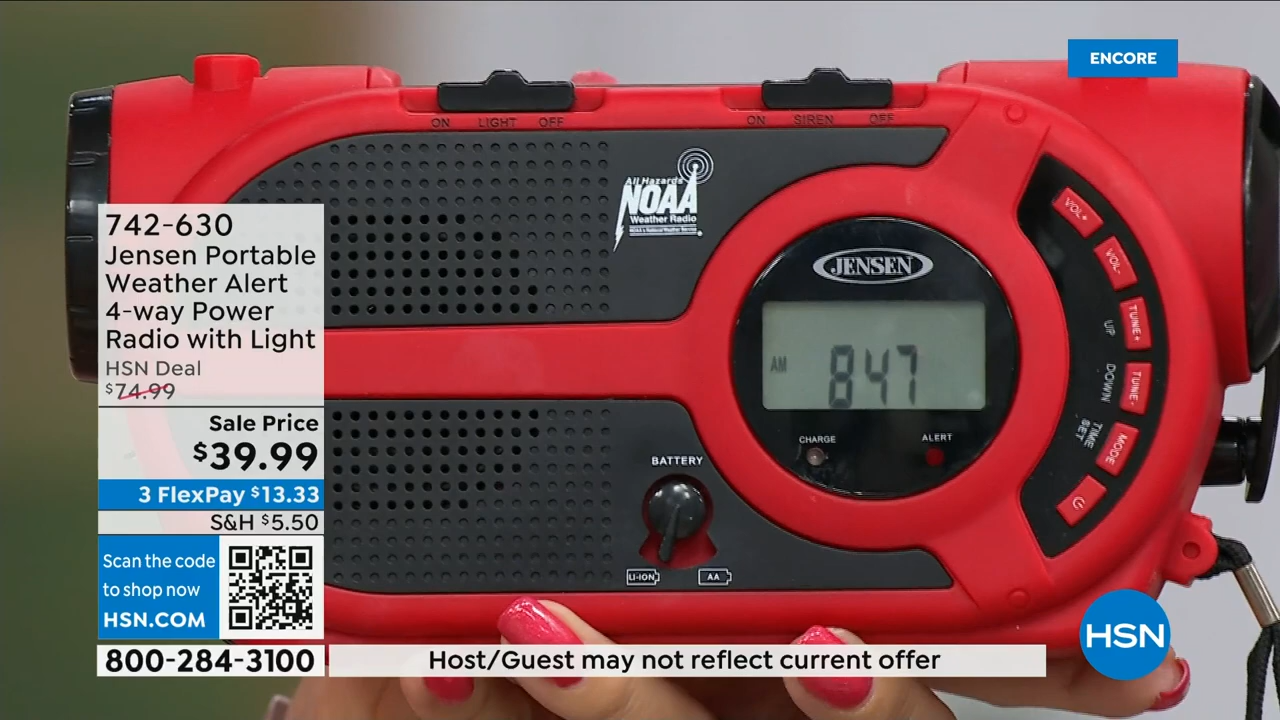 ENCORE
ON LIGHT OFF
ON SIREN OFF
All Hazards
NOAA
Weather Radio
VOL+
VOL-
TUNE+
UP
TUNE-
DOWN
MODE
TIME SET
JENSEN
AM 847
CHARGE
ALERT
BATTERY
LI-ION
AA
742-630
Jensen Portable
Weather Alert
4-way Power
Radio with Light
HSN Deal
$74.99
Sale Price
$39.99
3 FlexPay $13.33
S&H $5.50
Scan the code
to shop now
HSN.COM
800-284-3100
Host/Guest may not reflect current offer
HSN